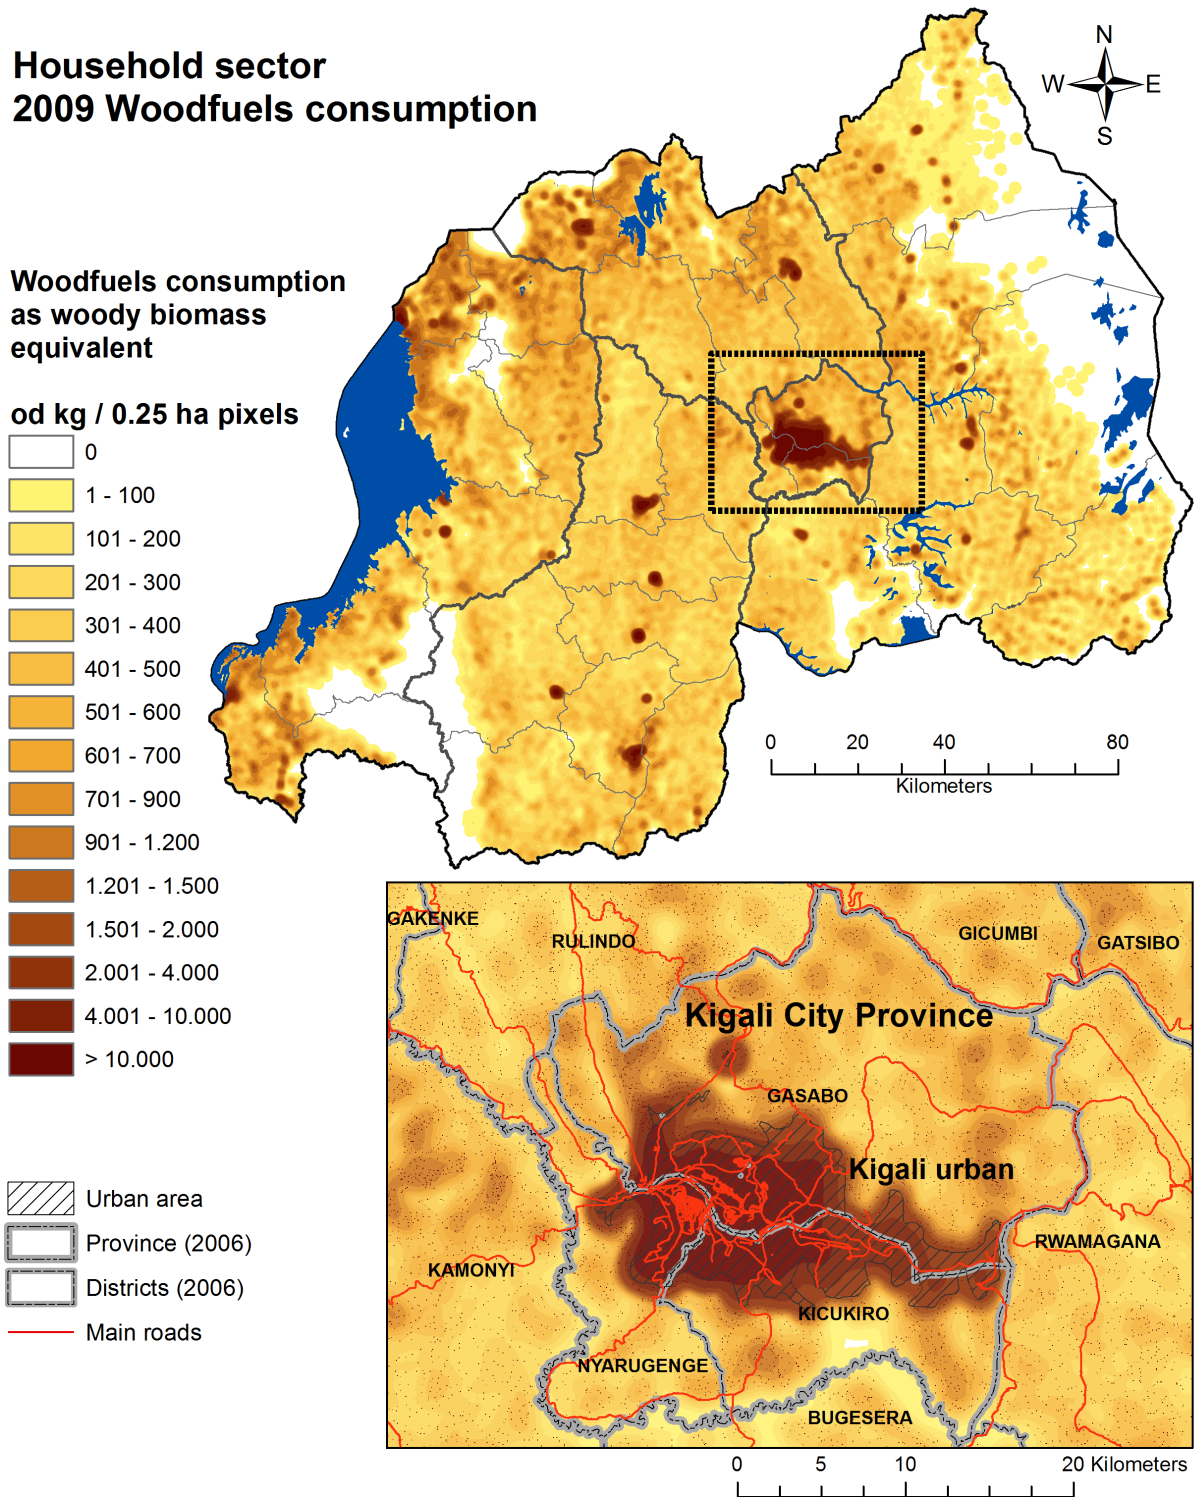 Household sector
2009 Woodfuels consumption
N
W
E
S
Woodfuels consumption
as woody biomass
equivalent
od kg / 0.25 ha pixels
0
1 - 100
101 - 200
201 - 300
301 - 400
401 - 500
501 - 600
601 - 700
701 - 900
901 - 1.200
1.201 - 1.500
1.501 - 2.000
2.001 - 4.000
4.001 - 10.000
> 10.000
0 20 40 80
Kilometers
Urban area
Province (2006)
Districts (2006)
Main roads
GAKENKE
RULINDO
GICUMBI
GATSIBO
Kigali City Province
GASABO
Kigali urban
RWAMAGANA
KAMONYI
KICUKIRO
NYARUGENGE
BUGESERA
0 5 10 20 Kilometers